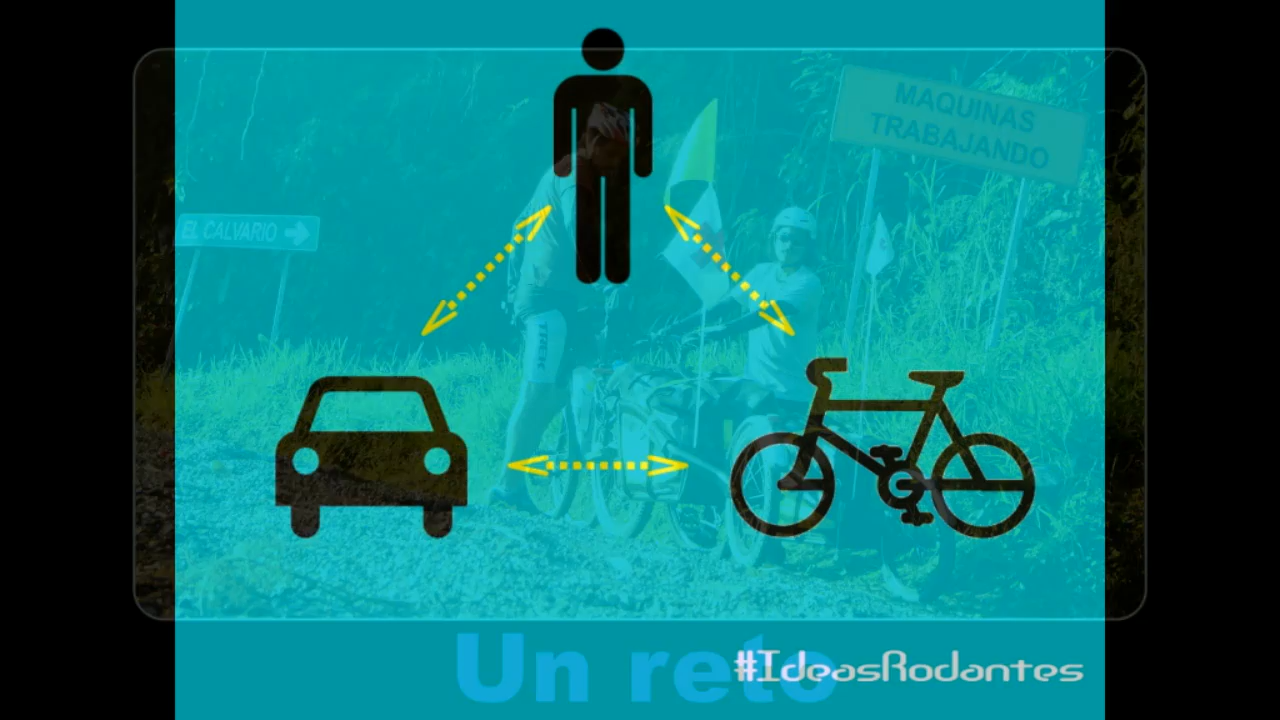 MAQUINAS
TRABAJANDO
EL CALVARIO
TREK
Un reto
#IdeasRodantes